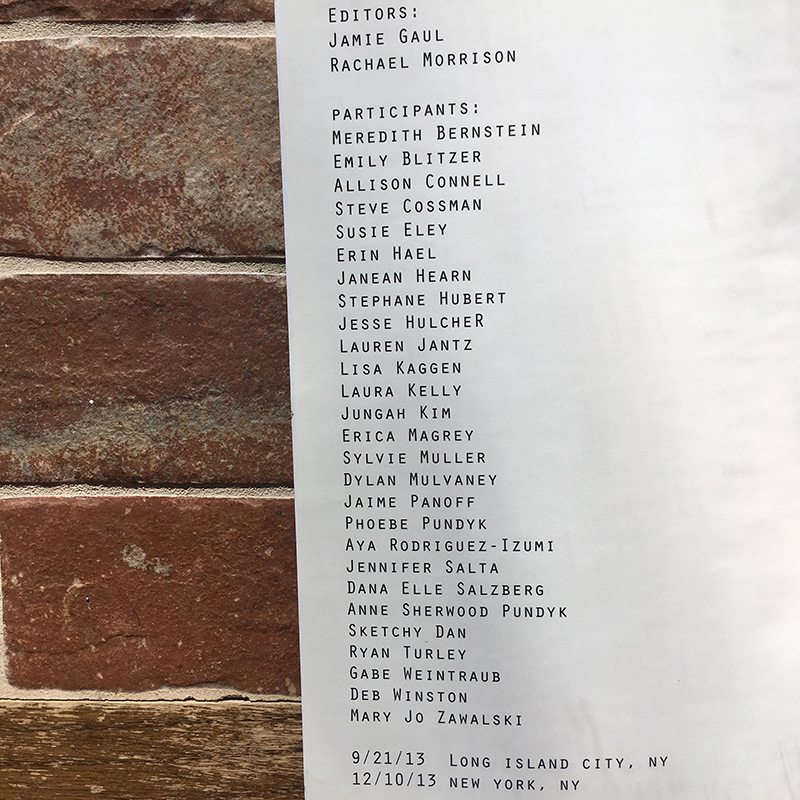 EDITORS:
JAMIE GAUL
RACHAEL MORRISON
PARTICIPANTS:
MEREDITH BERNSTEIN
EMILY BLITZER
ALLISON CONNELL
STEVE COSSMAN
SUSIE ELEY
ERIN HAEL
JANEAN HEARN
STEPHANE HUBERT
JESSE HULCHER
LAUREN JANTZ
LISA KAGGEN
LAURA KELLY
JUNGAH KIM
ERICA MAGREY
SYLVIE MULLER
DYLAN MULVANEY
JAIME PANOFF
PHOEBE PUNDYK
AYA RODRIGUEZ-IZUMI
JENNIFER SALTA
DANA ELLE SALZBERG
ANNE SHERWOOD PUNDYK
SKETCHY DAN
RYAN TURLEY
GABE WEINTRAUB
DEB WINSTON
MARY JO ZAWALSKI
9/21/13 LONG ISLAND CITY, NY
12/10/13 NEW YORK, NY